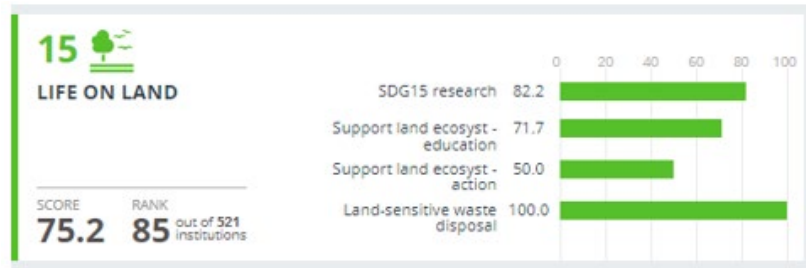 15
LIFE ON LAND
SCORE
75.2
RANK
85 out of 521
institutions
0 20 40 60 80 100
SDG15 research 82.2
Support land ecosyst - 71.7
education
Support land ecosyst - 50.0
action
Land-sensitive waste 100.0
disposal